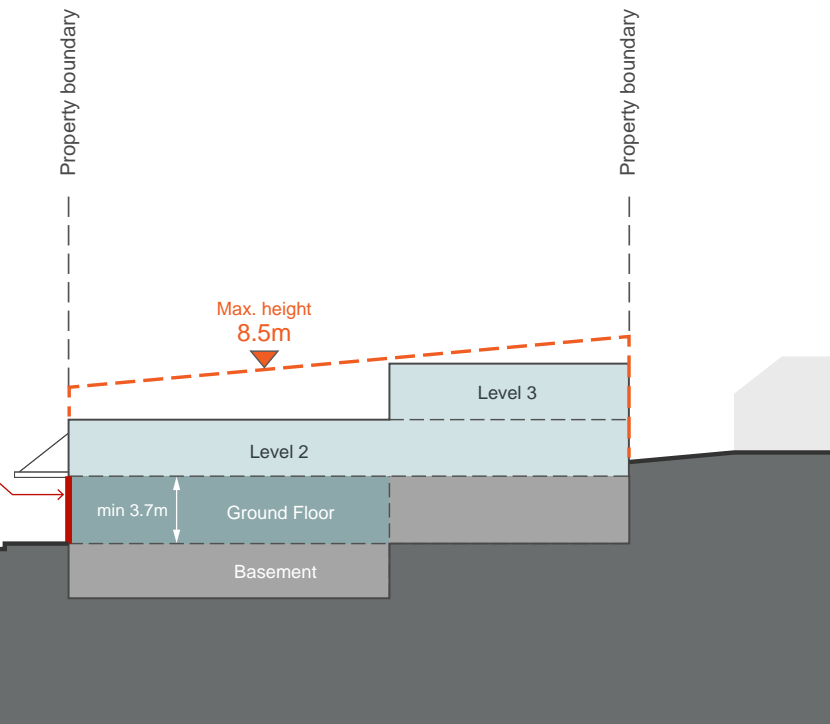 Property boundary
Property boundary
Max. height
8.5m
Level 3
Level 2
min 3.7m
Ground Floor
Basement